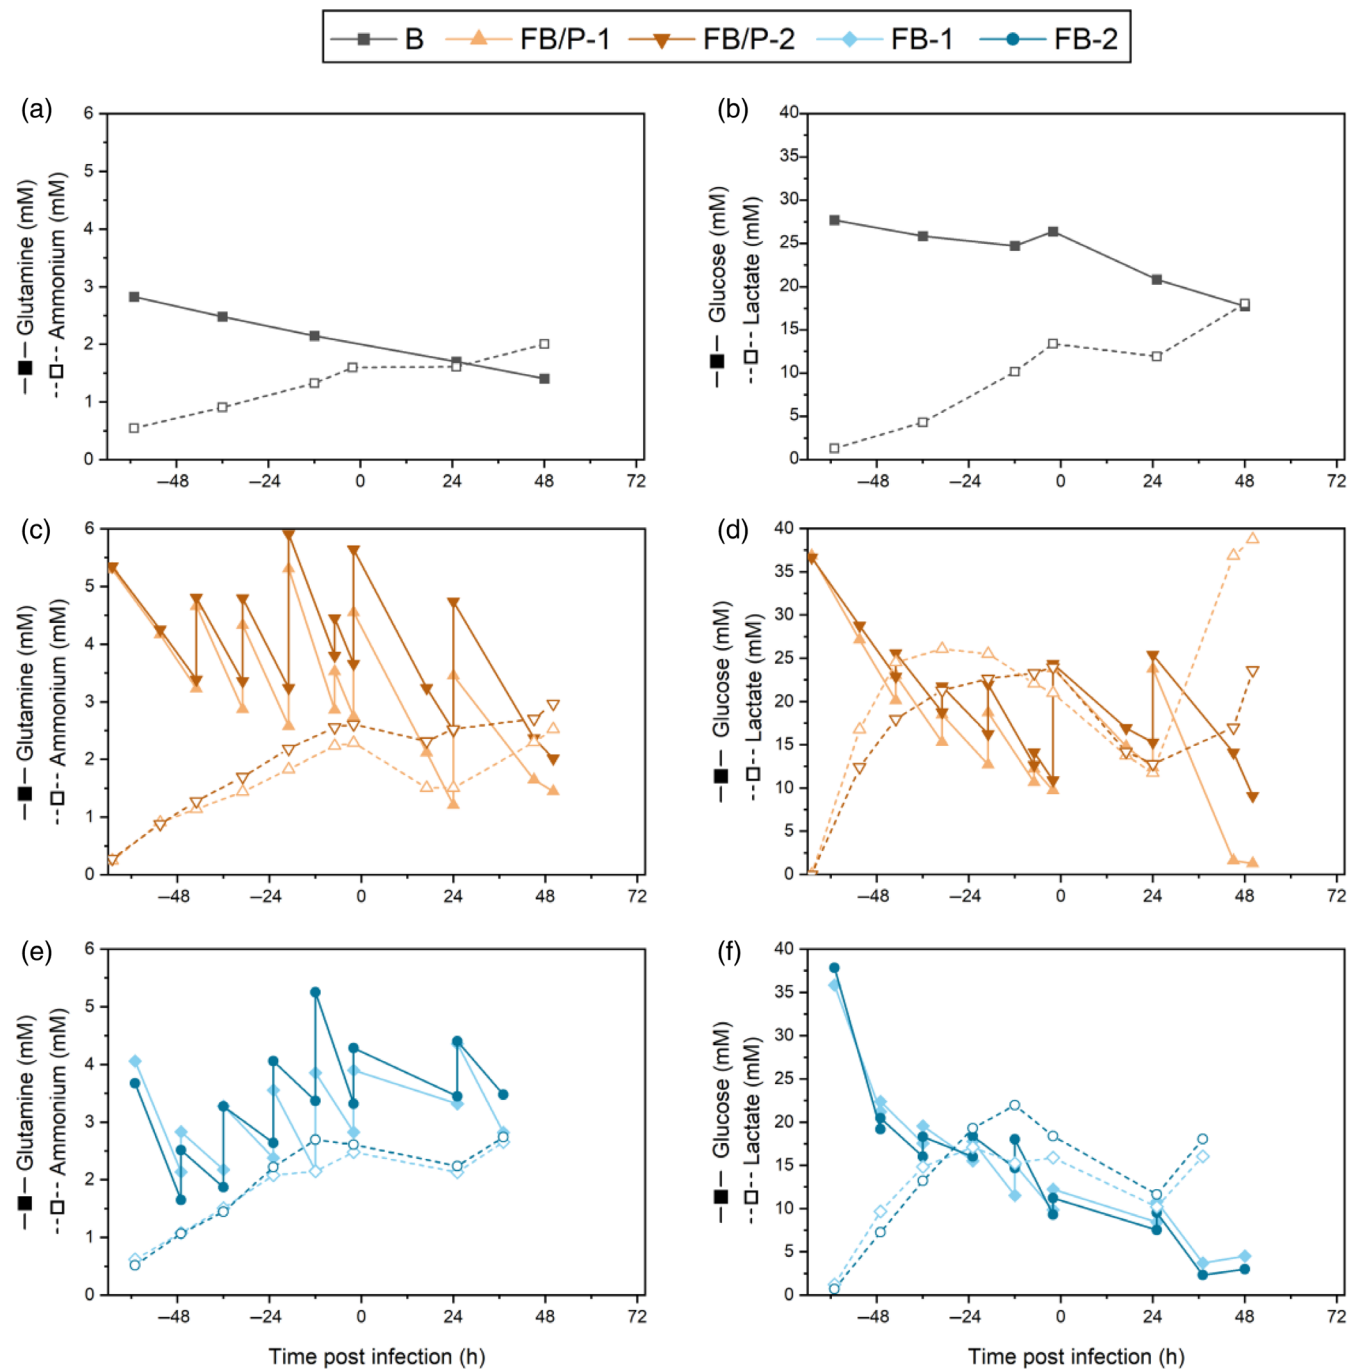 B FB/P-1 FB/P-2 FB-1 FB-2
(a)
Glutamine (mM)
Ammonium (mM)
6
5
4
3
2
1
0
–48 –24 0 24 48 72
(b)
Glucose (mM)
Lactate (mM)
40
35
30
25
20
15
10
5
0
–48 –24 0 24 48 72
(c)
Glutamine (mM)
Ammonium (mM)
6
5
4
3
2
1
0
–48 –24 0 24 48 72
(d)
Glucose (mM)
Lactate (mM)
40
35
30
25
20
15
10
5
0
–48 –24 0 24 48 72
(e)
Glutamine (mM)
Ammonium (mM)
6
5
4
3
2
1
0
–48 –24 0 24 48 72
Time post infection (h)
(f)
Glucose (mM)
Lactate (mM)
40
35
30
25
20
15
10
5
0
–48 –24 0 24 48 72
Time post infection (h)